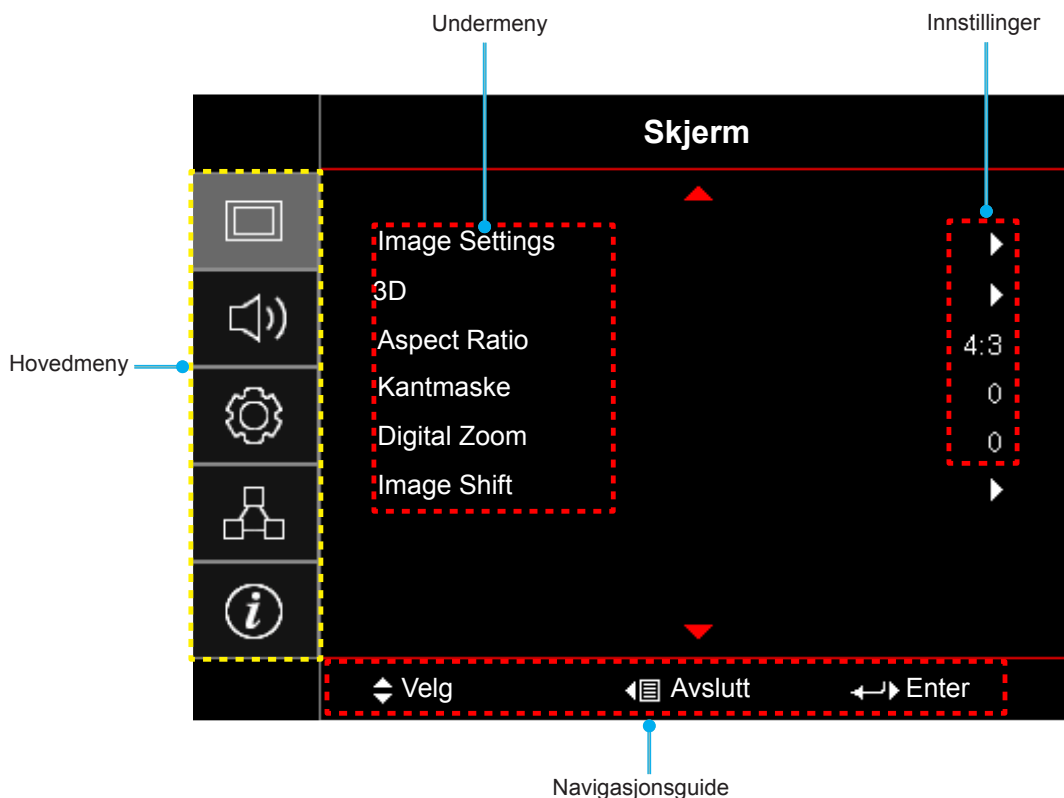 Undermeny
Innstillinger
Skjerm
Image Settings
3D
Aspect Ratio 4:3
Hovedmeny
Kantmaske 0
Digital Zoom 0
Image Shift
i
Velg Avslutt Enter
Navigasjonsguide